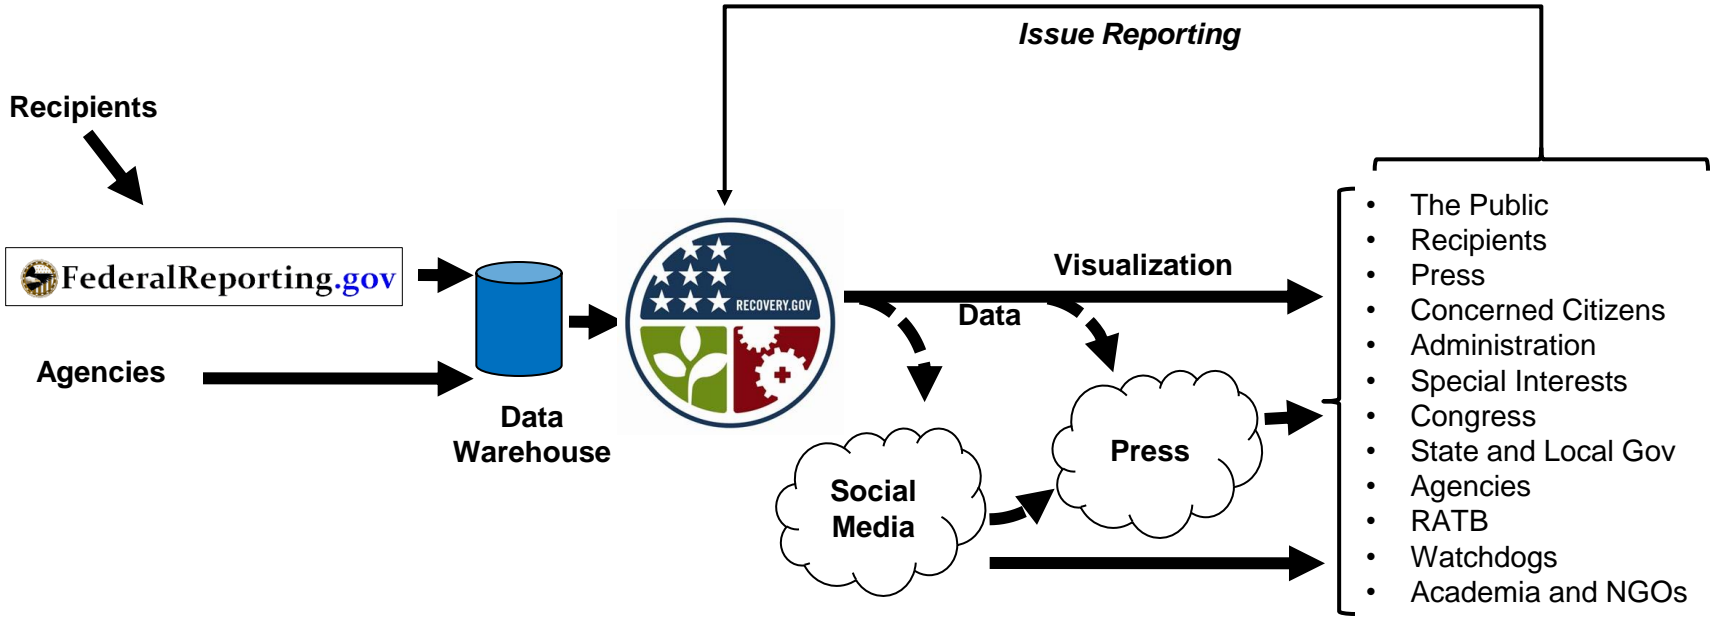 Issue Reporting
Recipients
FederalReporting.gov
Agencies
Data
Warehouse
RECOVERY.GOV
Visualization
Data
Social
Media
Press
• The Public
• Recipients
• Press
• Concerned Citizens
• Administration
• Special Interests
• Congress
• State and Local Gov
• Agencies
• RATB
• Watchdogs
• Academia and NGOs